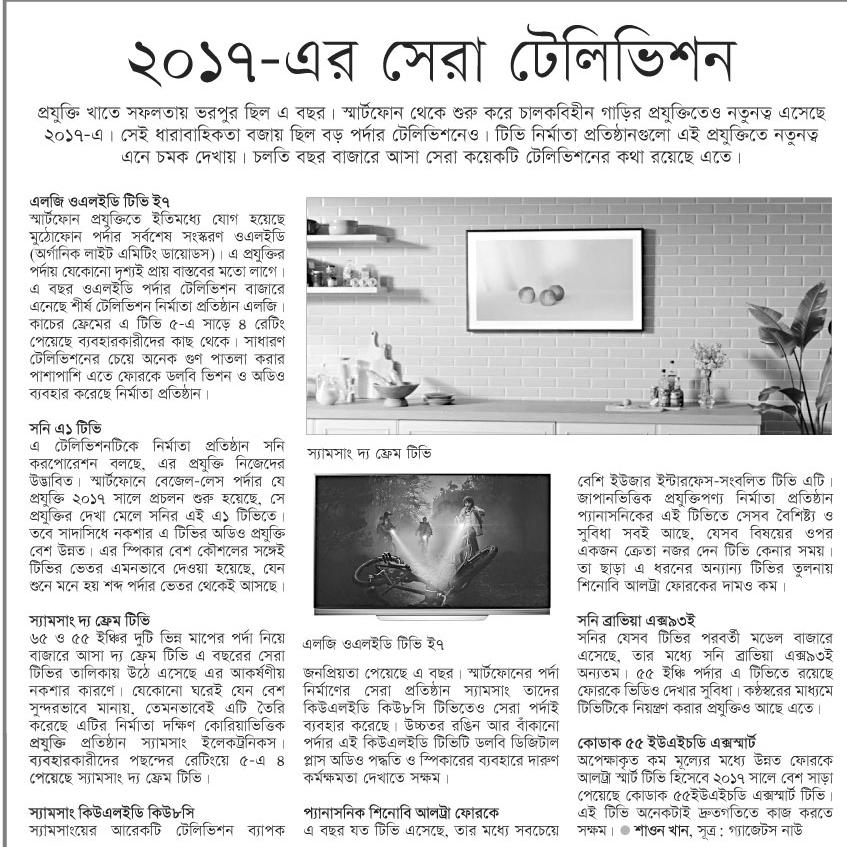 ২০১৭-এর সেরা টেলিভিশন
প্রযুক্তি খাতে সফলতায় ভরপুর ছিল এ বছর। স্মার্টফোন থেকে শুরু করে চালকবিহীন গাড়ির প্রযুক্তিতেও নতুনত্ব এসেছে
২০১৭-এ। সেই ধারাবাহিকতা বজায় ছিল বড় পর্দার টেলিভিশনেও। টিভি নির্মাতা প্রতিষ্ঠানগুলো এই প্রযুক্তিতে নতুনত্ব
এনে চমক দেখায়। চলতি বছর বাজারে আসা সেরা কয়েকটি টেলিভিশনের কথা রয়েছে এতে।
এলজি ওএলইডি টিভি ই৭
স্মার্টফোন প্রযুক্তিতে ইতিমধ্যে যোগ হয়েছে
মুঠোফোন পর্দার সর্বশেষ সংস্করণ ওএলইডি
(অর্গানিক লাইট এমিটিং ডায়োডস)। এ প্রযুক্তির
পর্দায় যেকোনো দৃশ্যই প্রায় বাস্তবের মতো লাগে।
এ বছর ওএলইডি পর্দার টেলিভিশন বাজারে
এনেছে শীর্ষ টেলিভিশন নির্মাতা প্রতিষ্ঠান এলজি।
কাচের ফ্রেমের এ টিভি ৫-এ সাড়ে ৪ রেটিং
পেয়েছে ব্যবহারকারীদের কাছ থেকে। সাধারণ
টেলিভিশনের চেয়ে অনেক গুণ পাতলা করার
পাশাপাশি এতে ফোরকে ডলবি ভিশন ও অডিও
ব্যবহার করেছে নির্মাতা প্রতিষ্ঠান।
সনি এ১ টিভি
এ টেলিভিশনটিকে নির্মাতা প্রতিষ্ঠান সনি
করপোরেশন বলছে, এর প্রযুক্তি নিজেদের
উদ্ভাবিত। স্মার্টফোনে বেজেল-লেস পর্দার যে
প্রযুক্তি ২০১৭ সালে প্রচলন শুরু হয়েছে, সে
প্রযুক্তির দেখা মেলে সনির এই এ১ টিভিতে।
তবে সাদাসিধে নকশার এ টিভির অডিও প্রযুক্তি
বেশ উন্নত। এর স্পিকার বেশ কৌশলের সঙ্গেই
টিভির ভেতর এমনভাবে দেওয়া হয়েছে, যেন
শুনে মনে হয় শব্দ পর্দার ভেতর থেকেই আসছে।
স্যামসাং দ্য ফ্রেম টিভি
৬৫ ও ৫৫ ইঞ্চির দুটি ভিন্ন মাপের পর্দা নিয়ে
বাজারে আসা দ্য ফ্রেম টিভি এ বছরের সেরা
টিভির তালিকায় উঠে এসেছে এর আকর্ষণীয়
নকশার কারণে। যেকোনো ঘরেই যেন বেশ
সুন্দরভাবে মানায়, তেমনভাবেই এটি তৈরি
করেছে এটির নির্মাতা দক্ষিণ কোরিয়াভিত্তিক
প্রযুক্তি প্রতিষ্ঠান স্যামসাং ইলেকট্রনিকস।
ব্যবহারকারীদের পছন্দের রেটিংয়ে ৫-এ ৪
পেয়েছে স্যামসাং দ্য ফ্রেম টিভি।
স্যামসাং কিউএলইডি কিউ৮সি
স্যামসাংয়ের আরেকটি টেলিভিশন ব্যাপক
স্যামসাং দ্য ফ্রেম টিভি
এলজি ওএলইডি টিভি ই৭
জনপ্রিয়তা পেয়েছে এ বছর। স্মার্টফোনের পর্দা
নির্মাণের সেরা প্রতিষ্ঠান স্যামসাং তাদের
কিউএলইডি কিউ৮সি টিভিতেও সেরা পর্দাই
ব্যবহার করেছে। উচ্চতর রঙিন আর বাঁকানো
পর্দার এই কিউএলইডি টিভিটি ডলবি ডিজিটাল
প্লাস অডিও পদ্ধতি ও স্পিকারের ব্যবহারে দারুণ
কর্মক্ষমতা দেখাতে সক্ষম।
প্যানাসনিক শিনোবি আলট্রা ফোরকে
এ বছর যত টিভি এসেছে, তার মধ্যে সবচেয়ে
বেশি ইউজার ইন্টারফেস-সংবলিত টিভি এটি।
জাপানভিত্তিক প্রযুক্তিপণ্য নির্মাতা প্রতিষ্ঠান
প্যানাসনিকের এই টিভিতে সেসব বৈশিষ্ট্য ও
সুবিধা সবই আছে, যেসব বিষয়ের ওপর
একজন ক্রেতা নজর দেন টিভি কেনার সময়।
তা ছাড়া এ ধরনের অন্যান্য টিভির তুলনায়
শিনোবি আলট্রা ফোরকের দামও কম।
সনি ব্রাভিয়া এক্স৯৩ই
সনির যেসব টিভির পরবর্তী মডেল বাজারে
এসেছে, তার মধ্যে সনি ব্রাভিয়া এক্স৯৩ই
অন্যতম। ৫৫ ইঞ্চি পর্দার এ টিভিতে রয়েছে
ফোরকে ভিডিও দেখার সুবিধা। কণ্ঠস্বরের মাধ্যমে
টিভিটিকে নিয়ন্ত্রণ করার প্রযুক্তিও আছে এতে।
কোডাক ৫৫ ইউএইচডি এক্সস্মার্ট
অপেক্ষাকৃত কম মূল্যের মধ্যে উন্নত ফোরকে
আলট্রা স্মার্ট টিভি হিসেবে ২০১৭ সালে বেশ সাড়া
পেয়েছে কোডাক ৫৫ইউএইচডি এক্সস্মার্ট টিভি।
এই টিভি অনেকটাই দ্রুতগতিতে কাজ করতে
সক্ষম। ● শাওন খান, সূত্র: গ্যাজেটস নাউ